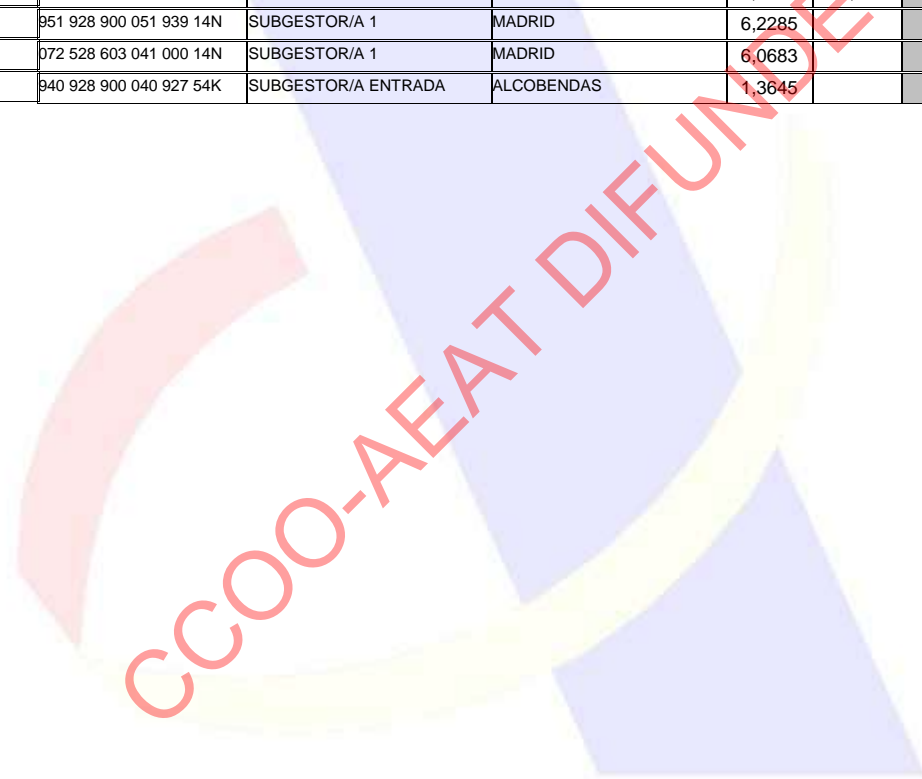 951 928 900 051 939 14N SUBGESTOR/A 1 MADRID 6,2285
072 528 603 041 000 14N SUBGESTOR/A 1 MADRID 6,0683
940 928 900 040 927 54K SUBGESTOR/A ENTRADA ALCOBENDAS 1,3645
CCOO-AEAT DIFUNDE